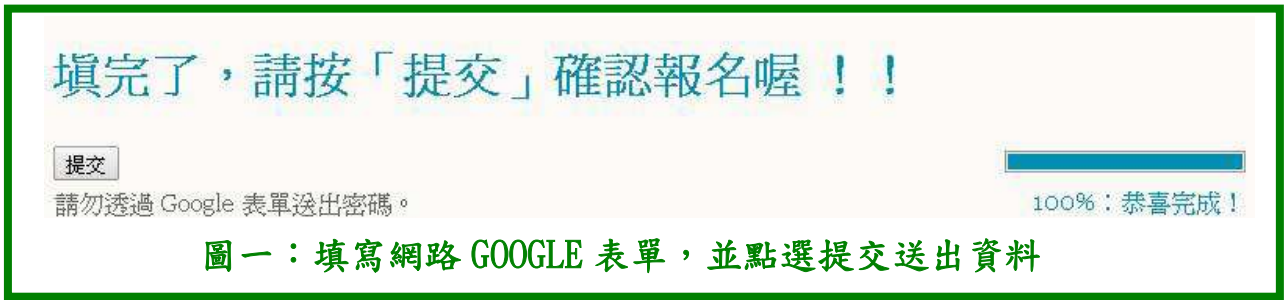 填完了，請按「提交」確認報名喔！！
提交
請勿透過 Google 表單送出密碼。
100%：恭喜完成！
圖一：填寫網路 GOOGLE 表單，並點選提交送出資料